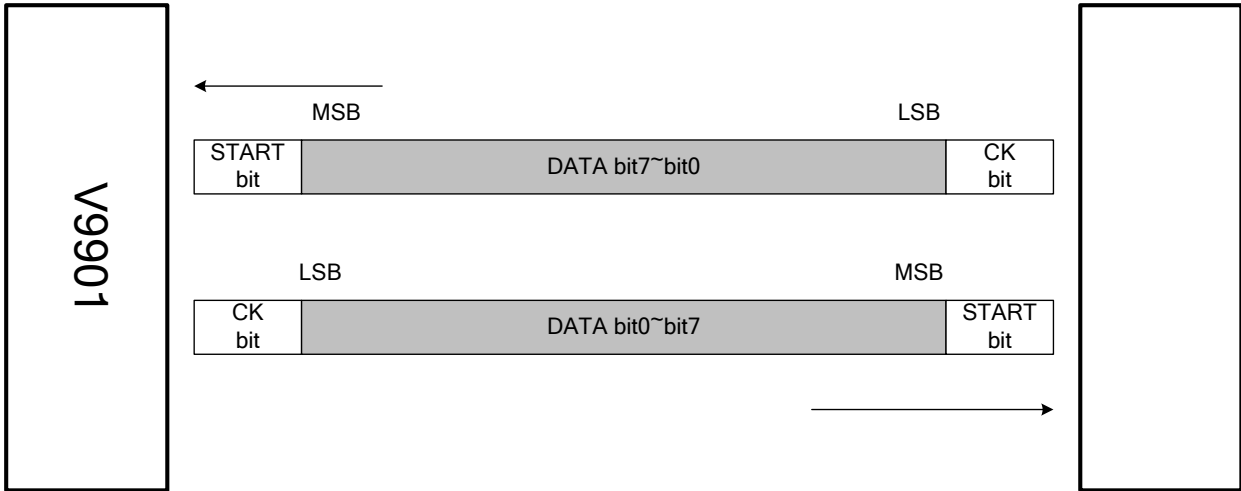 V9901
MSB
LSB
START
bit
DATA bit7~bit0
CK
bit
LSB
MSB
CK
bit
DATA bit0~bit7
START
bit